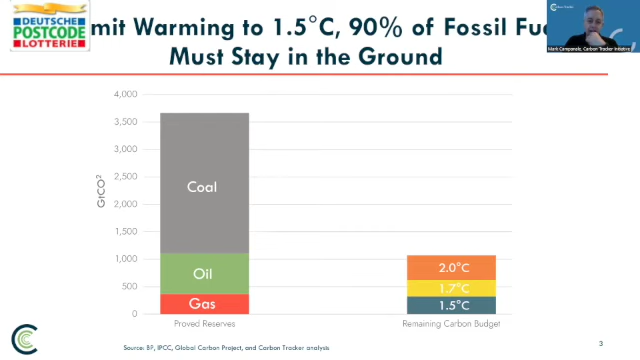 DEUTSCHE
POSTCODE
LOTTERIE
mit Warming to 1.5°C, 90% of Fossil Fue
Must Stay in the Ground
Mark Campanale, Carbon Tracker Initiative
4,000
3,500
3,000
2,500
2,000
1,500
1,000
500
0
GtCO²
Coal
Oil
Gas
2.0°C
1.7°C
1.5°C
Proved Reserves
Remaining Carbon Budget
Source: BP, IPCC, Global Carbon Project, and Carbon Tracker analysis
3